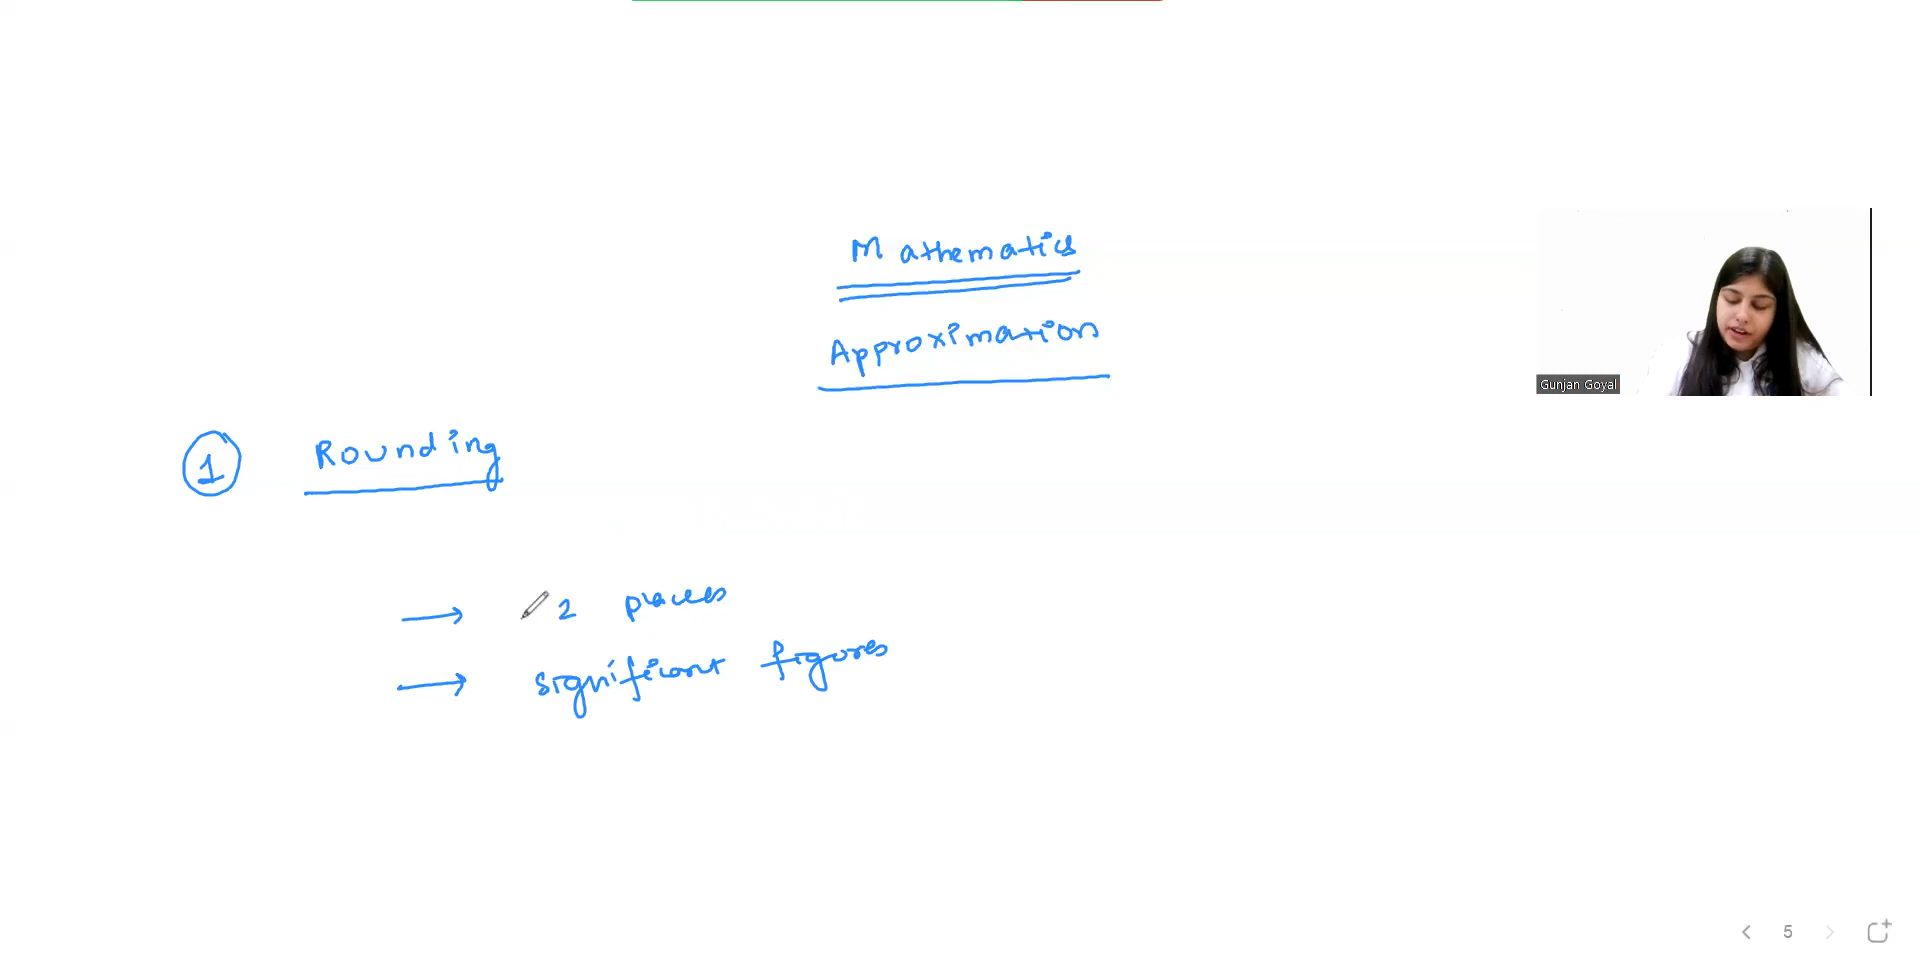 Mathematics
Approximation
1 Rounding
→ 2 places
→ significant figures
Gunjan Goyal
5